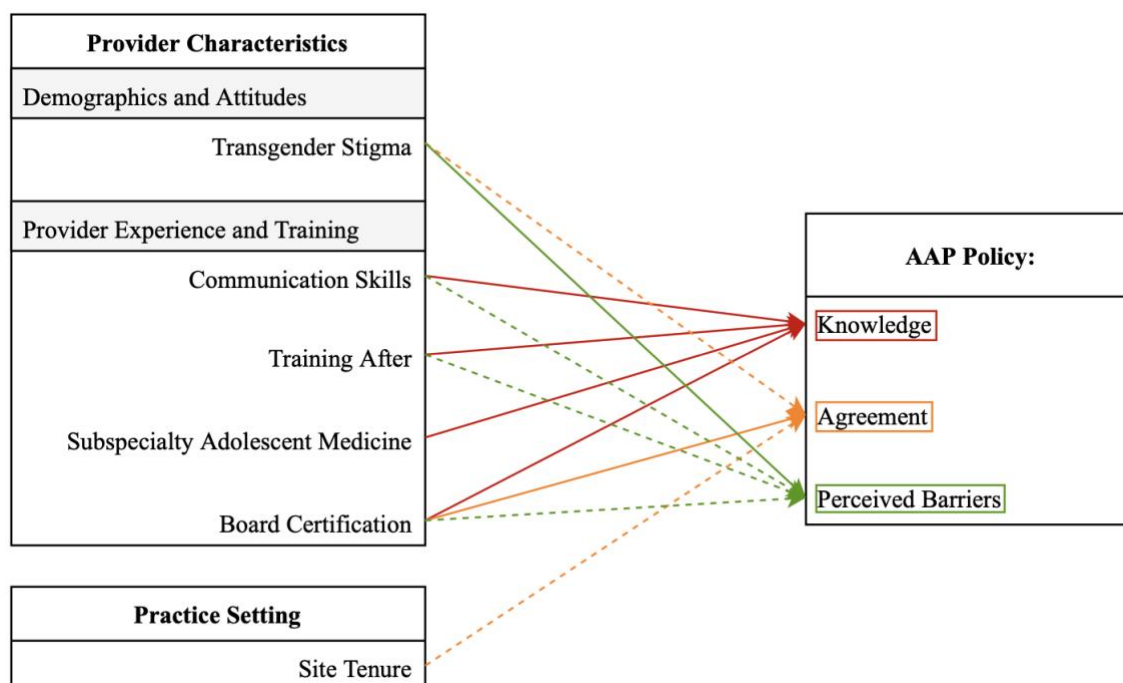 Provider Characteristics
Demographics and Attitudes
Transgender Stigma
Provider Experience and Training
Communication Skills
Training After
Subspecialty Adolescent Medicine
Board Certification
Practice Setting
Site Tenure
AAP Policy:
Knowledge
Agreement
Perceived Barriers